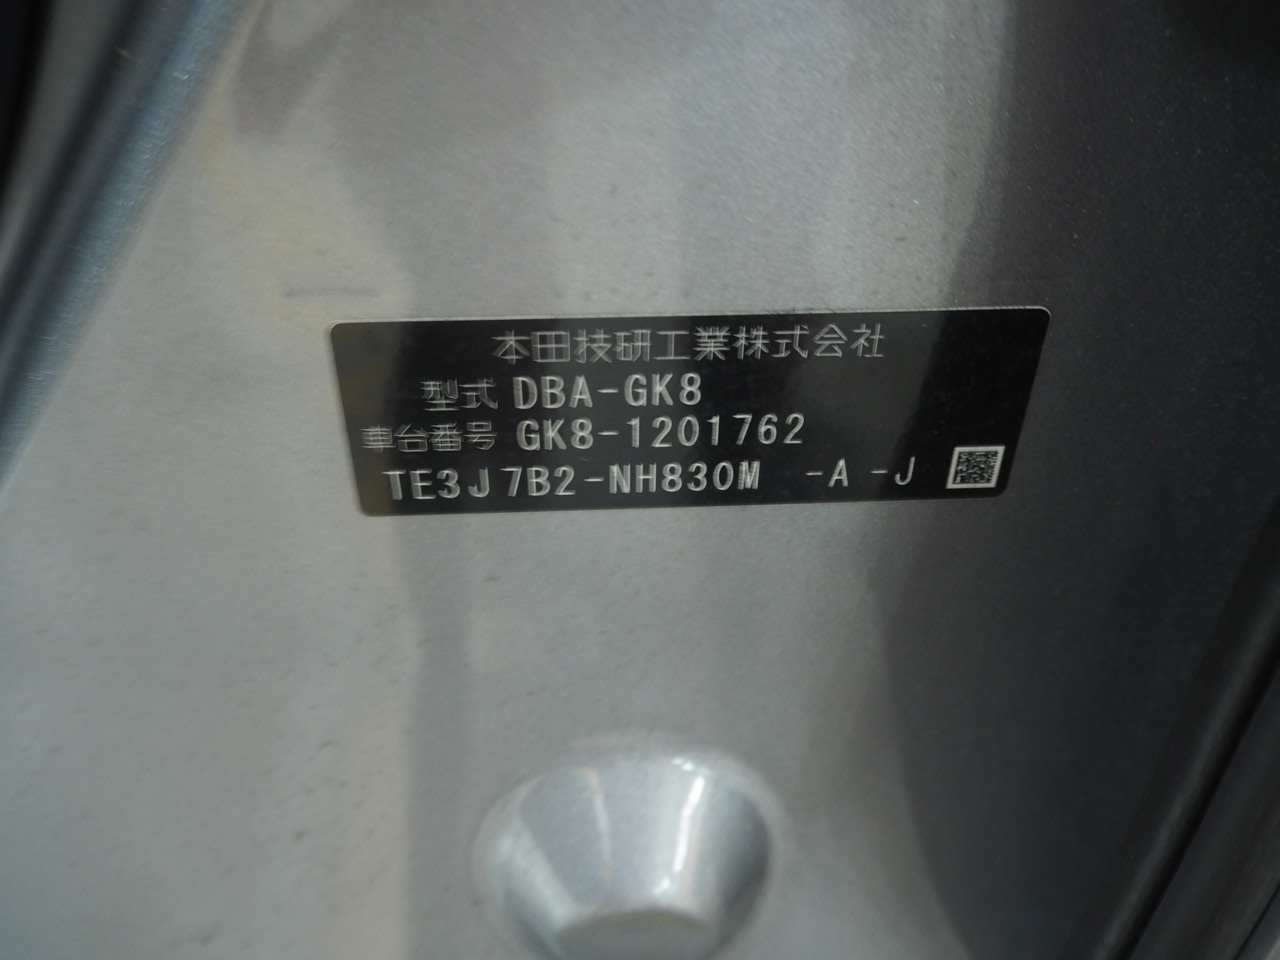 本田技研工業株式会社
型式 DBA-GK8
車台番号 GK8-1201762
TE3J7B2-NH830M -A -J